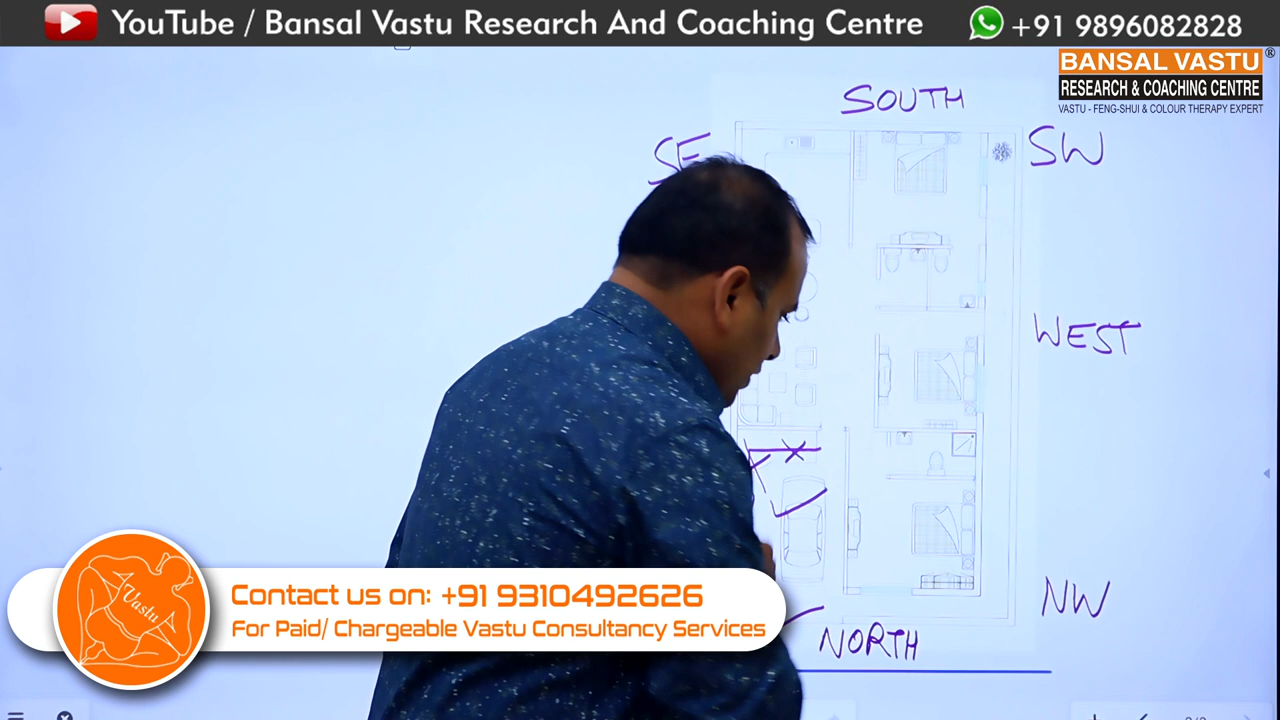 YouTube / Bansal Vastu Research And Coaching Centre
+91 9896082828
BANSAL VASTU®
RESEARCH & COACHING CENTRE
VASTU - FENG-SHUI & COLOUR THERAPY EXPERT
SOUTH
SE
SW
WEST
NW
NORTH
Vastu
Contact us on: +91 9310492626
For Paid/ Chargeable Vastu Consultancy Services